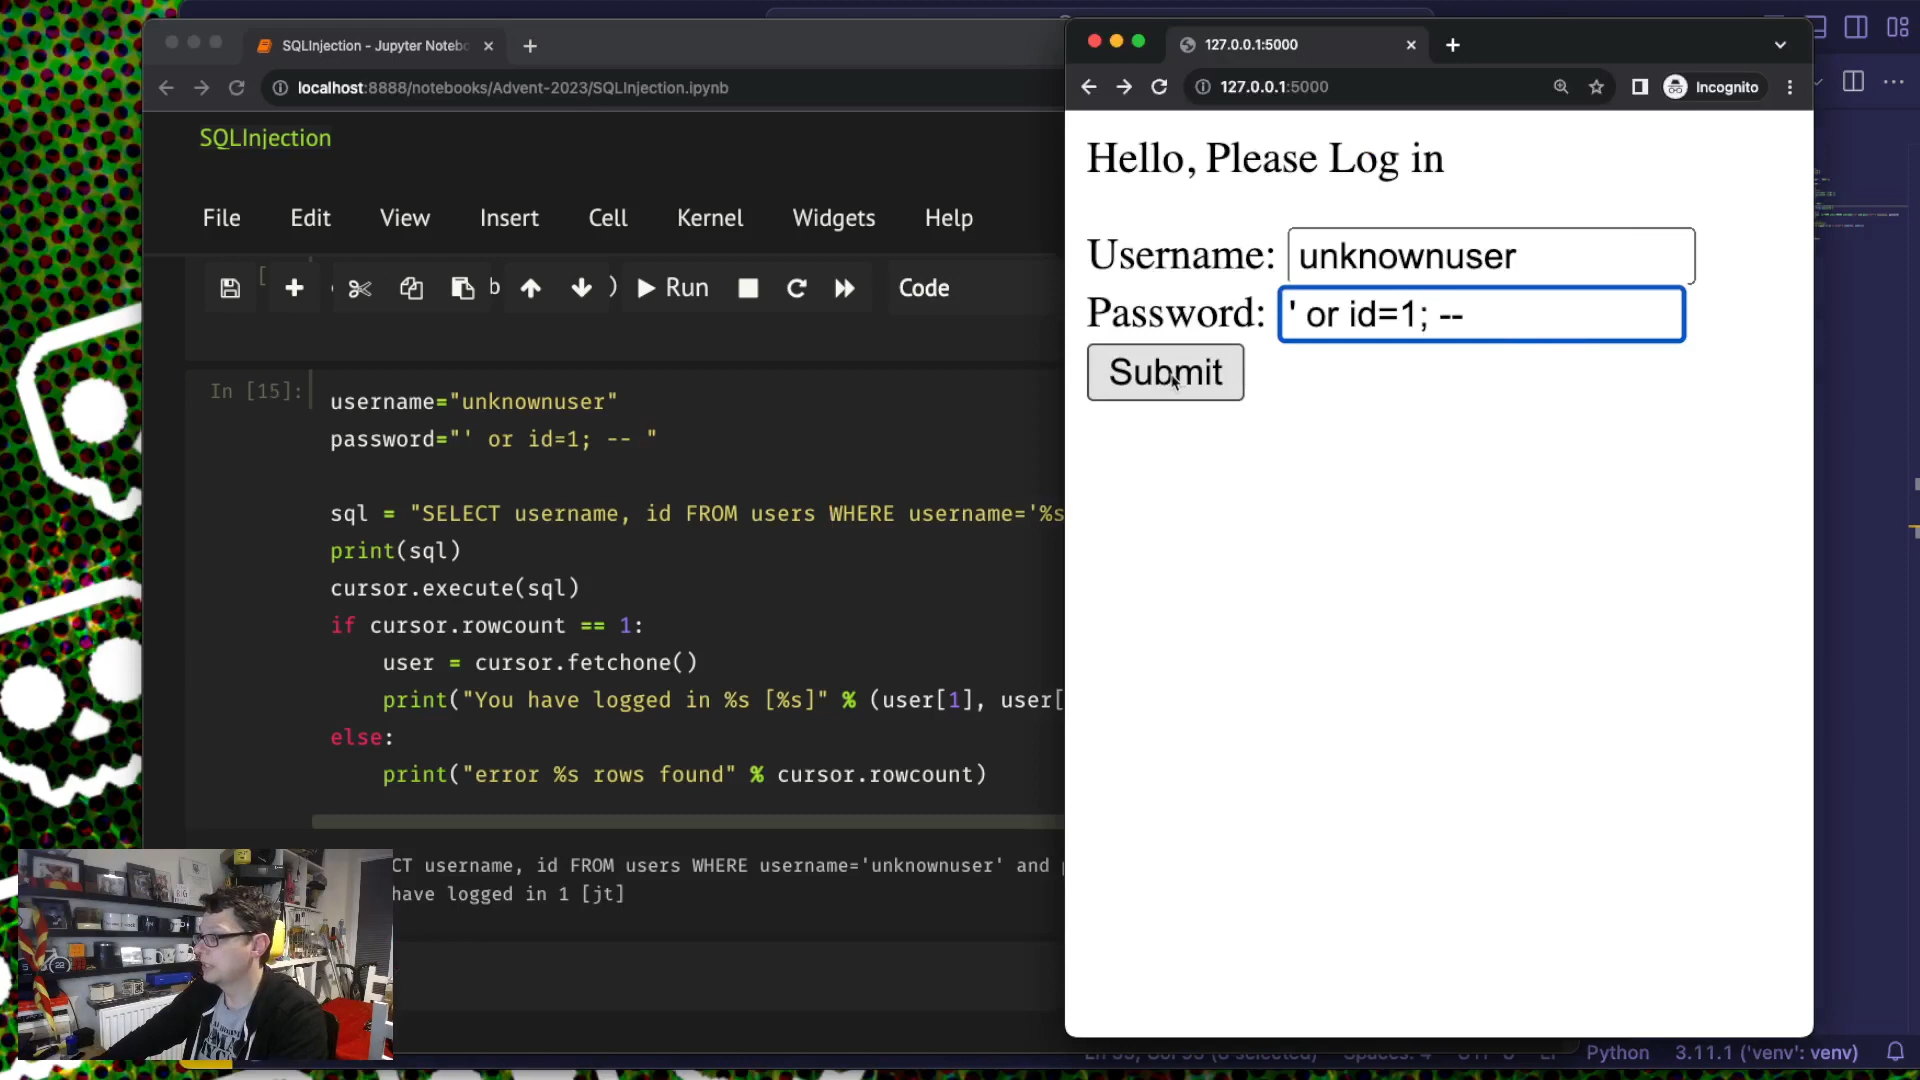 SQLInjection - Jupyter Notebo
localhost:8888/notebooks/Advent-2023/SQLInjection.ipynb
SQLInjection
File Edit View Insert Cell Kernel Widgets Help
Run
Code
In [15]:
username="unknownuser"
password="' or id=1; -- "
sql = "SELECT username, id FROM users WHERE username='%s
print(sql)
cursor.execute(sql)
if cursor.rowcount == 1:
user = cursor.fetchone()
print("You have logged in %s [%s]" % (user[1], user[
else:
print("error %s rows found" % cursor.rowcount)
CT username, id FROM users WHERE username='unknownuser' and p
have logged in 1 [jt]
127.0.0.1:5000
127.0.0.1:5000
Incognito
Hello, Please Log in
Username: unknownuser
Password: ' or id=1; --
Submit
Python 3.11.1 ('venv': venv)